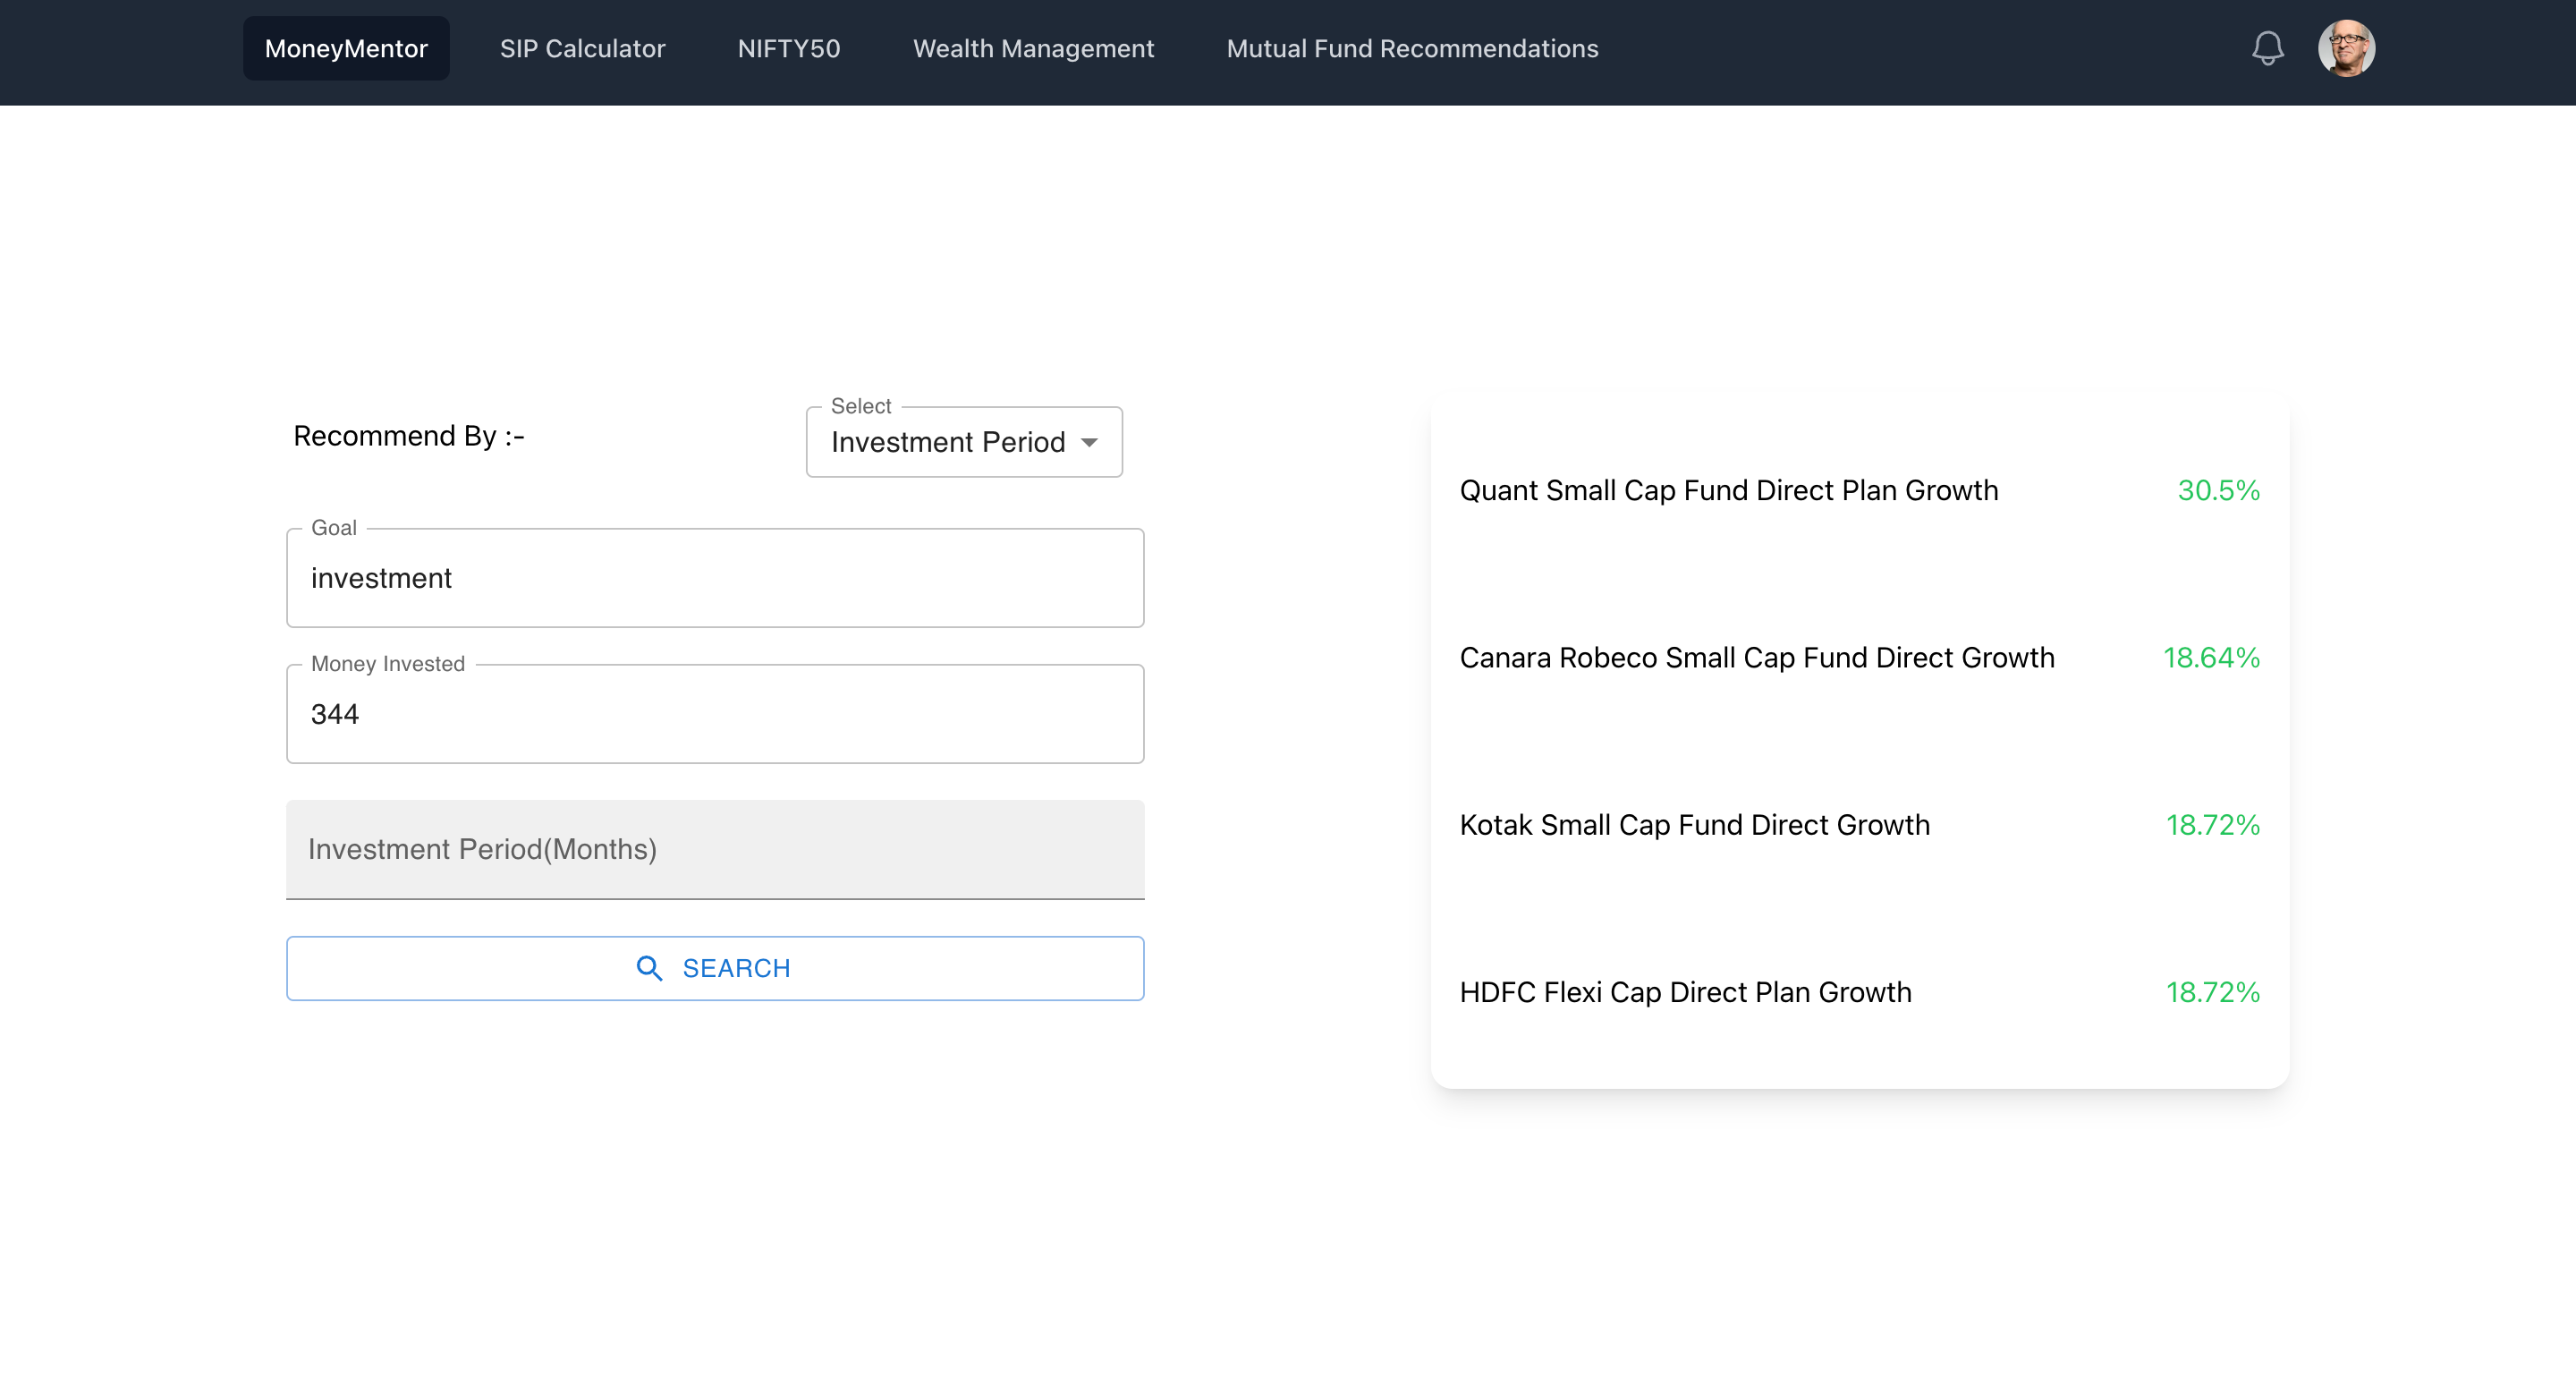 MoneyMentor SIP Calculator NIFTY50 Wealth Management Mutual Fund Recommendations
Recommend By :-
Select
Investment Period
Goal
investment
Money Invested
344
Investment Period(Months)
SEARCH
Quant Small Cap Fund Direct Plan Growth 30.5%
Canara Robeco Small Cap Fund Direct Growth 18.64%
Kotak Small Cap Fund Direct Growth 18.72%
HDFC Flexi Cap Direct Plan Growth 18.72%